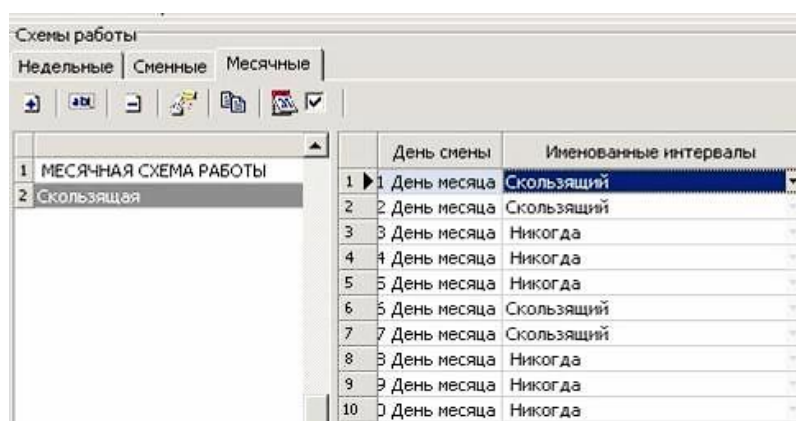 Схемы работы
Недельные Сменные Месячные
abl
День смены Именованные интервалы
1 МЕСЯЧНАЯ СХЕМА РАБОТЫ
2 Скользящая
1 1 День месяца Скользящий
2 2 День месяца Скользящий
3 3 День месяца Никогда
4 4 День месяца Никогда
5 5 День месяца Никогда
6 6 День месяца Скользящий
7 7 День месяца Скользящий
8 8 День месяца Никогда
9 9 День месяца Никогда
10 0 День месяца Никогда